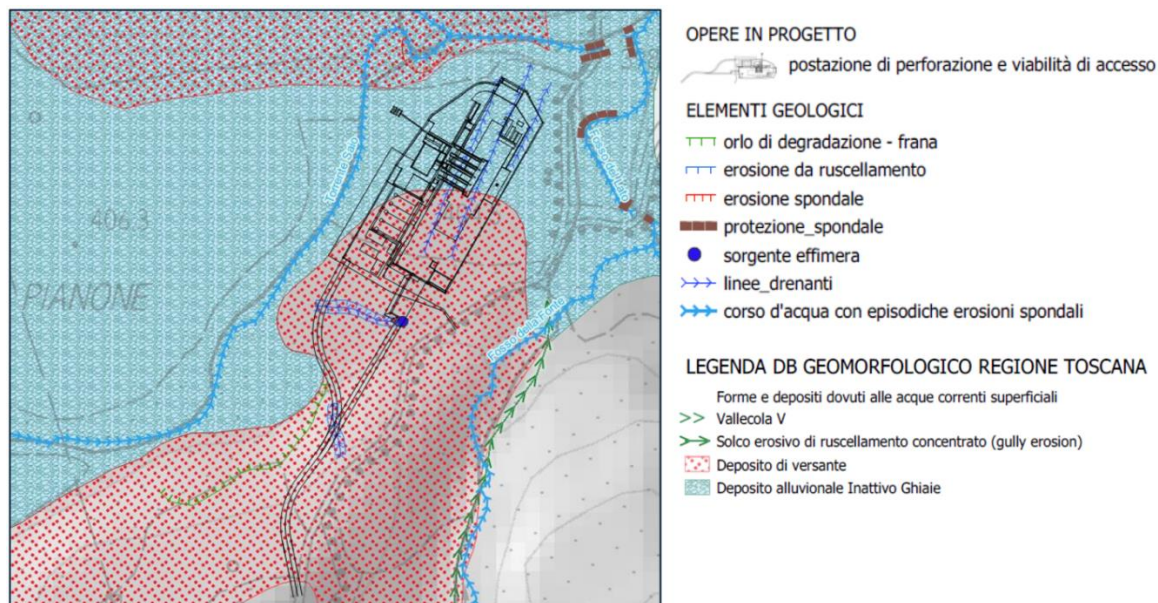 406.3
PIANONE
OPERE IN PROGETTO
postazione di perforazione e viabilità di accesso
ELEMENTI GEOLOGICI
orlo di degradazione - frana
erosione da ruscellamento
erosione spondale
protezione_spondale
sorgente effimera
linee_drenanti
corso d'acqua con episodiche erosioni spondali
LEGENDA DB GEOMORFOLOGICO REGIONE TOSCANA
Forme e depositi dovuti alle acque correnti superficiali
Vallecola V
Solco erosivo di ruscellamento concentrato (gully erosion)
Deposito di versante
Deposito alluvionale Inattivo Ghiaie